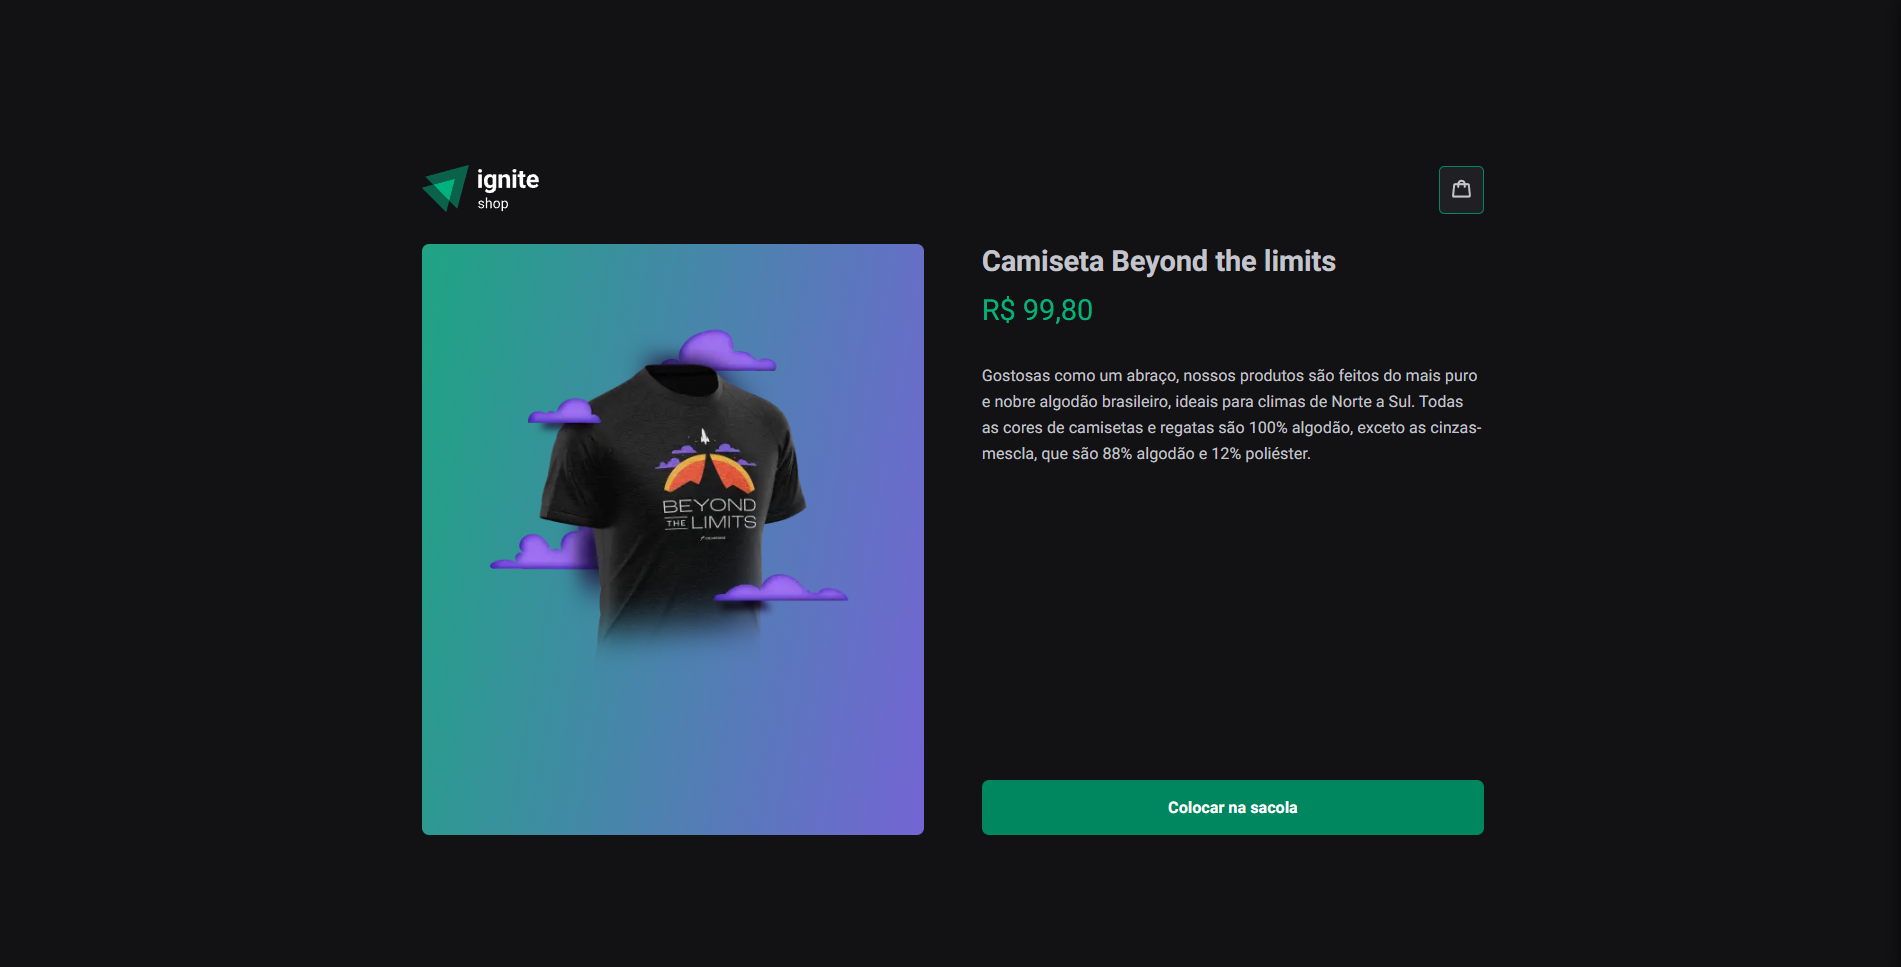 ignite
shop
Camiseta Beyond the limits
R$ 99,80
Gostosas como um abraço, nossos produtos são feitos do mais puro
e nobre algodão brasileiro, ideais para climas de Norte a Sul. Todas
as cores de camisetas e regatas são 100% algodão, exceto as cinzas-
mescla, que são 88% algodão e 12% poliéster.
BEYOND
THE LIMITS
Colocar na sacola